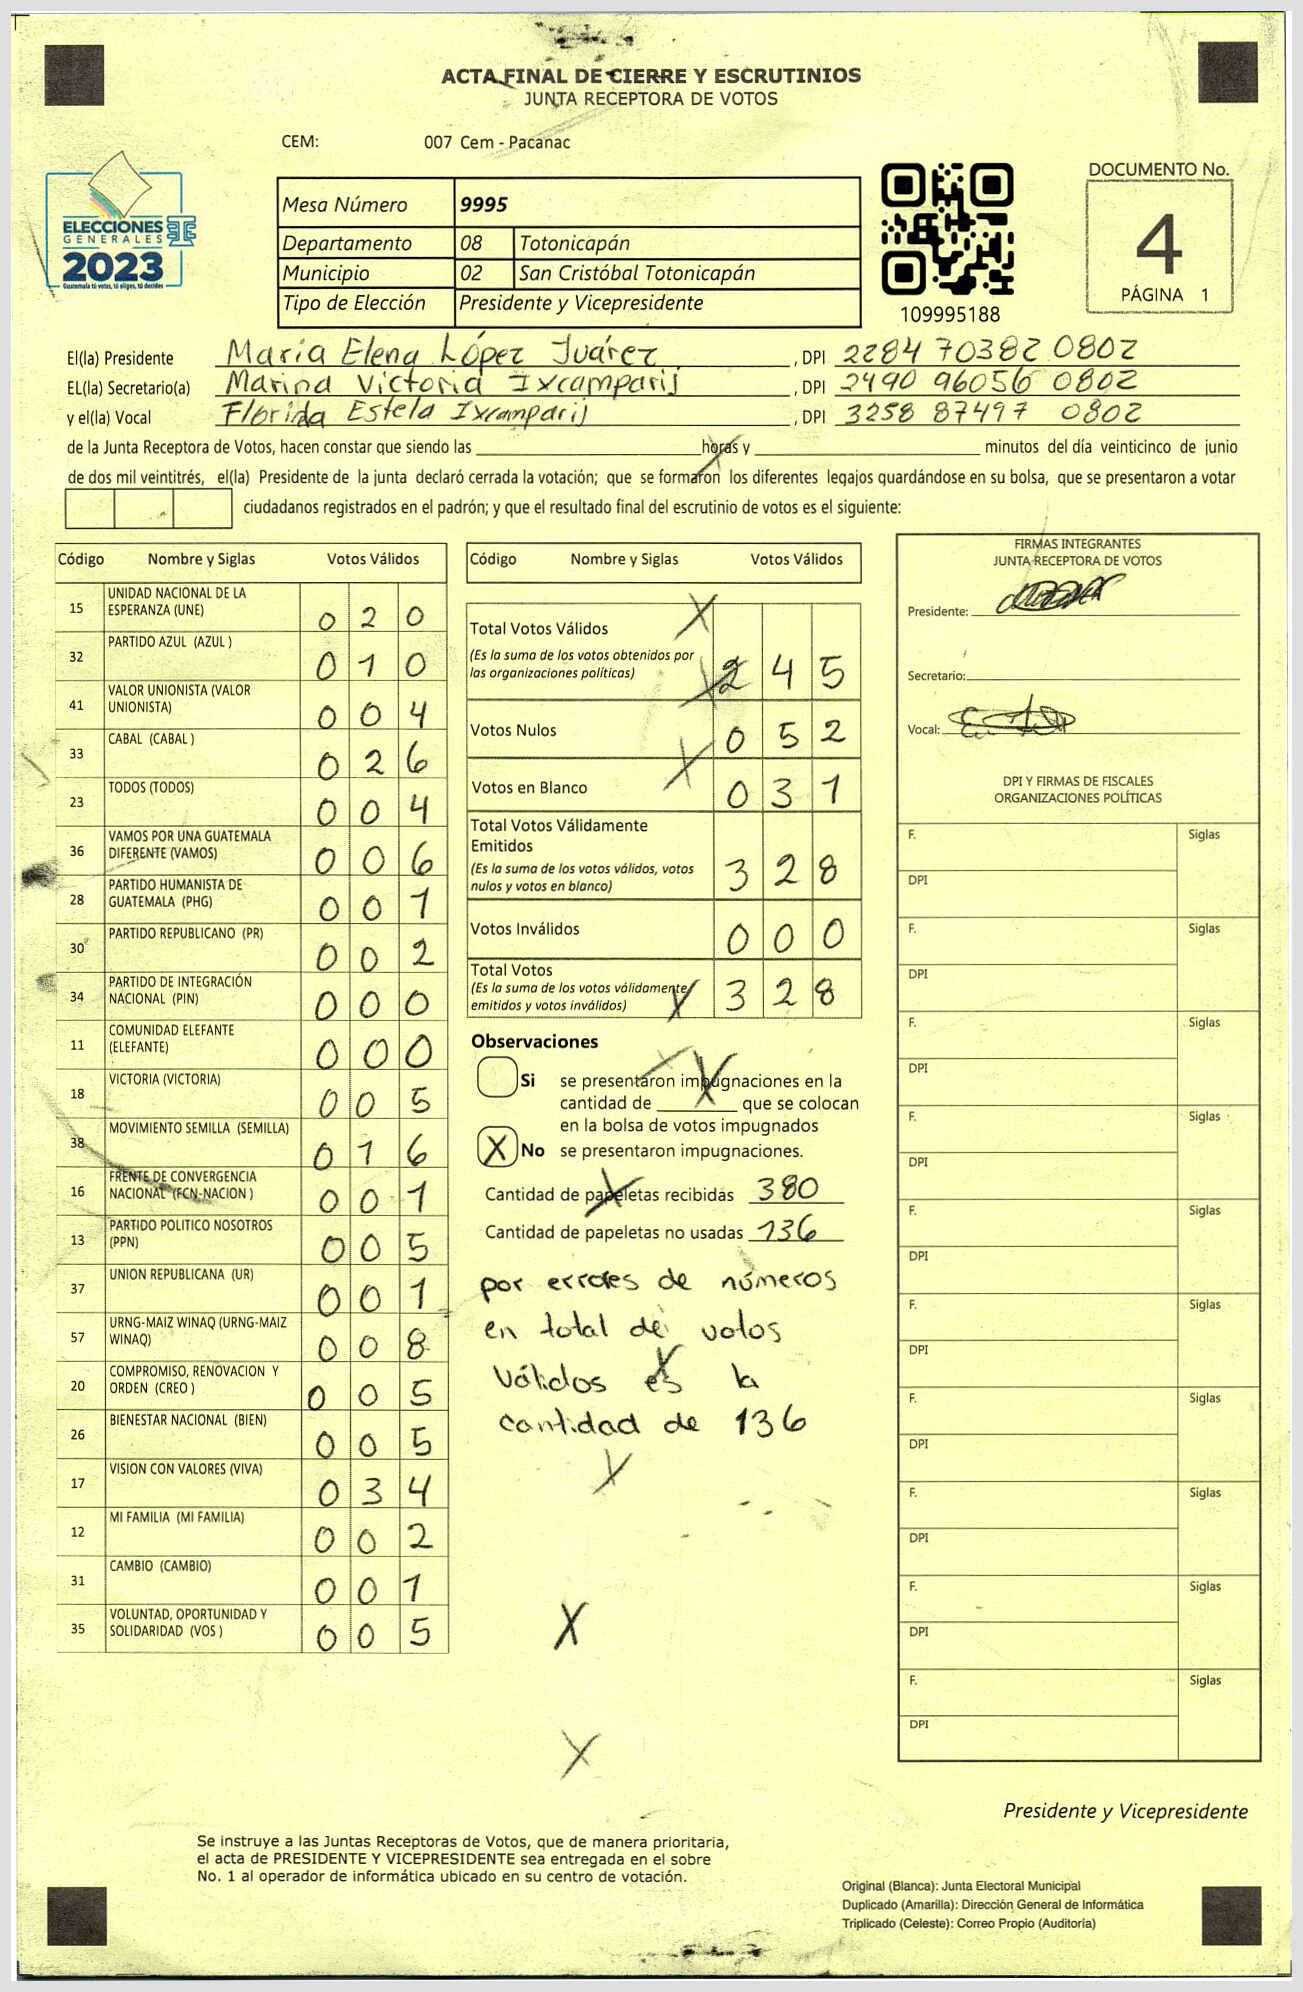 ACTA FINAL DE CIERRE Y ESCRUTINIOS
JUNTA RECEPTORA DE VOTOS
CEM: 007 Cem - Pacanac
ELECCIONES
GENERALES
2023
Guatemala tú votas, tú eliges, tú decides
Mesa Número 9995
Departamento 08 Totonicapán
Municipio 02 San Cristóbal Totonicapán
Tipo de Elección Presidente y Vicepresidente
109995188
DOCUMENTO No.
4
PÁGINA 1
El(la) Presidente María Elena López Juárez , DPI 2284 70382 0802
EL(la) Secretario(a) Marina Victoria Ixcamparij , DPI 2490 96056 0802
y el(la) Vocal Florida Estela Ixcamparij , DPI 3258 87497 0802
de la Junta Receptora de Votos, hacen constar que siendo las horas y minutos del día veinticinco de junio
de dos mil veintitrés, el(la) Presidente de la junta declaró cerrada la votación; que se formaron los diferentes legajos guardándose en su bolsa, que se presentaron a votar
ciudadanos registrados en el padrón; y que el resultado final del escrutinio de votos es el siguiente:
Código Nombre y Siglas Votos Válidos
15 UNIDAD NACIONAL DE LA
ESPERANZA (UNE) 0 2 0
32 PARTIDO AZUL (AZUL ) 0 1 0
41 VALOR UNIONISTA (VALOR
UNIONISTA) 0 0 4
33 CABAL (CABAL ) 0 2 6
23 TODOS (TODOS) 0 0 4
36 VAMOS POR UNA GUATEMALA
DIFERENTE (VAMOS) 0 0 6
28 PARTIDO HUMANISTA DE
GUATEMALA (PHG) 0 0 1
30 PARTIDO REPUBLICANO (PR) 0 0 2
34 PARTIDO DE INTEGRACIÓN
NACIONAL (PIN) 0 0 0
11 COMUNIDAD ELEFANTE
(ELEFANTE) 0 0 0
18 VICTORIA (VICTORIA) 0 0 5
38 MOVIMIENTO SEMILLA (SEMILLA) 0 1 6
16 FRENTE DE CONVERGENCIA
NACIONAL (FCN-NACION ) 0 0 1
13 PARTIDO POLITICO NOSOTROS
(PPN) 0 0 5
37 UNION REPUBLICANA (UR) 0 0 1
57 URNG-MAIZ WINAQ (URNG-MAIZ
WINAQ) 0 0 8
20 COMPROMISO, RENOVACION Y
ORDEN (CREO ) 0 0 5
26 BIENESTAR NACIONAL (BIEN) 0 0 5
17 VISION CON VALORES (VIVA) 0 3 4
12 MI FAMILIA (MI FAMILIA) 0 0 2
31 CAMBIO (CAMBIO) 0 0 1
35 VOLUNTAD, OPORTUNIDAD Y
SOLIDARIDAD (VOS ) 0 0 5
Código Nombre y Siglas Votos Válidos
Total Votos Válidos
(Es la suma de los votos obtenidos por
las organizaciones políticas) 2 4 5
Votos Nulos 0 5 2
Votos en Blanco 0 3 1
Total Votos Válidamente
Emitidos
(Es la suma de los votos válidos, votos
nulos y votos en blanco) 3 2 8
Votos Inválidos 0 0 0
Total Votos
(Es la suma de los votos válidamente
emitidos y votos inválidos) 3 2 8
Observaciones
Si se presentaron impugnaciones en la
cantidad de que se colocan
en la bolsa de votos impugnados
X No se presentaron impugnaciones.
Cantidad de papeletas recibidas 380
Cantidad de papeletas no usadas 136
por errores de números
en total de votos
Válidos es la
cantidad de 136
FIRMAS INTEGRANTES
JUNTA RECEPTORA DE VOTOS
Presidente:
Secretario:
Vocal:
DPI Y FIRMAS DE FISCALES
ORGANIZACIONES POLÍTICAS
F. Siglas
DPI
F. Siglas
DPI
F. Siglas
DPI
F. Siglas
DPI
F. Siglas
DPI
F. Siglas
DPI
F. Siglas
DPI
F. Siglas
DPI
F. Siglas
DPI
F. Siglas
DPI
Presidente y Vicepresidente
Se instruye a las Juntas Receptoras de Votos, que de manera prioritaria,
el acta de PRESIDENTE Y VICEPRESIDENTE sea entregada en el sobre
No. 1 al operador de informática ubicado en su centro de votación.
Original (Blanca): Junta Electoral Municipal
Duplicado (Amarilla): Dirección General de Informática
Triplicado (Celeste): Correo Propio (Auditoría)